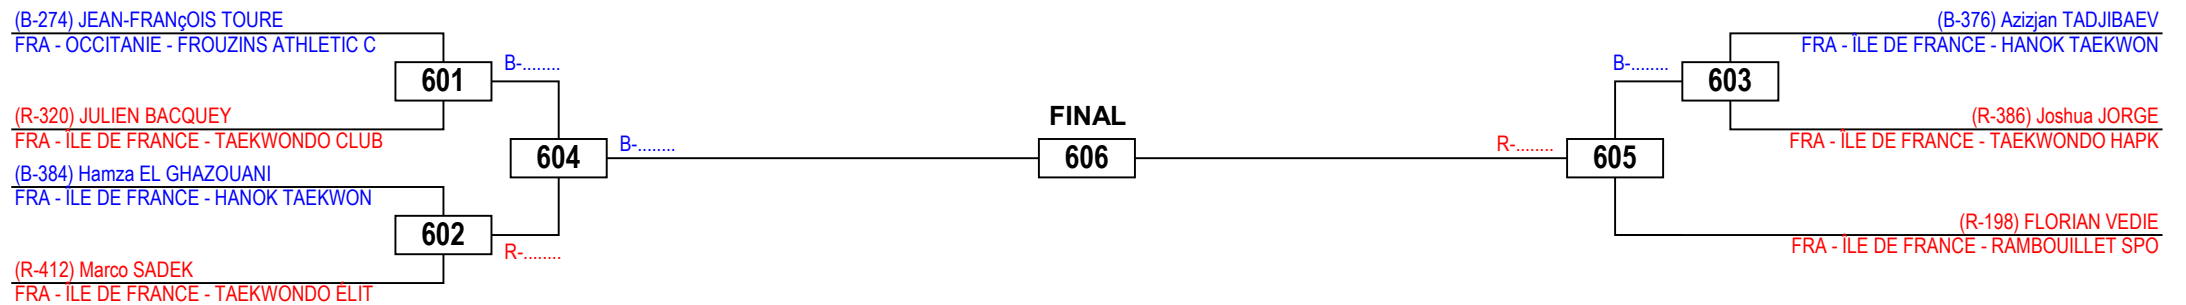 (B-274) JEAN-FRANçOIS TOURE
FRA - OCCITANIE - FROUZINS ATHLETIC C
601
B-........
(R-320) JULIEN BACQUEY
FRA - ÎLE DE FRANCE - TAEKWONDO CLUB
604
B-........
(B-384) Hamza EL GHAZOUANI
FRA - ÎLE DE FRANCE - HANOK TAEKWON
602
R-........
(R-412) Marco SADEK
FRA - ÎLE DE FRANCE - TAEKWONDO ÉLIT
FINAL
606
(B-376) Azizjan TADJIBAEV
FRA - ÎLE DE FRANCE - HANOK TAEKWON
B-........
603
(R-386) Joshua JORGE
FRA - ÎLE DE FRANCE - TAEKWONDO HAPK
R-........
605
(R-198) FLORIAN VEDIE
FRA - ÎLE DE FRANCE - RAMBOUILLET SPO